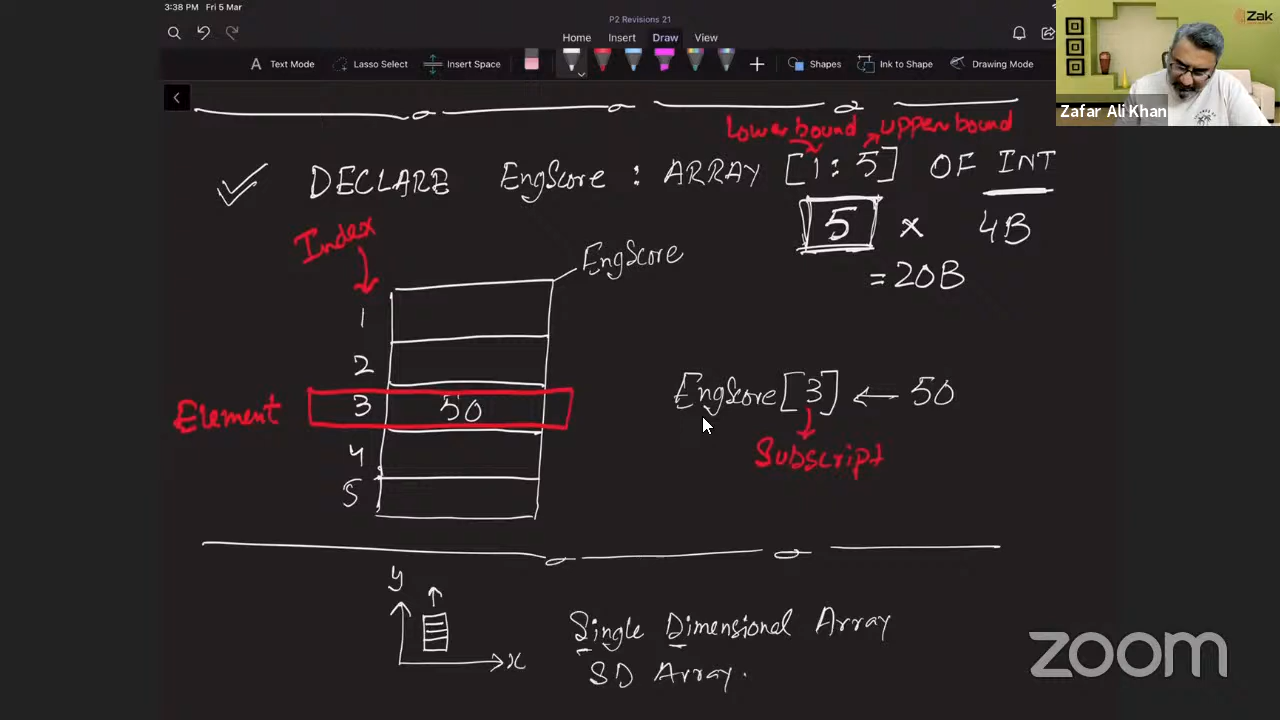 3:38 PM Fri 5 Mar
P2 Revisions 21
Home Insert Draw View
Text Mode Lasso Select Insert Space Shapes Ink to Shape Drawing Mode
Zak
Zafar Ali Khan
Lower bound upper bound
DECLARE EngScore : ARRAY [1:5] OF INT
5 × 4B
= 20B
Index
EngScore
1
2
Element 3 50
4
5
EngScore[3] ← 50
Subscript
y
x
Single Dimensional Array
SD Array.
zoom